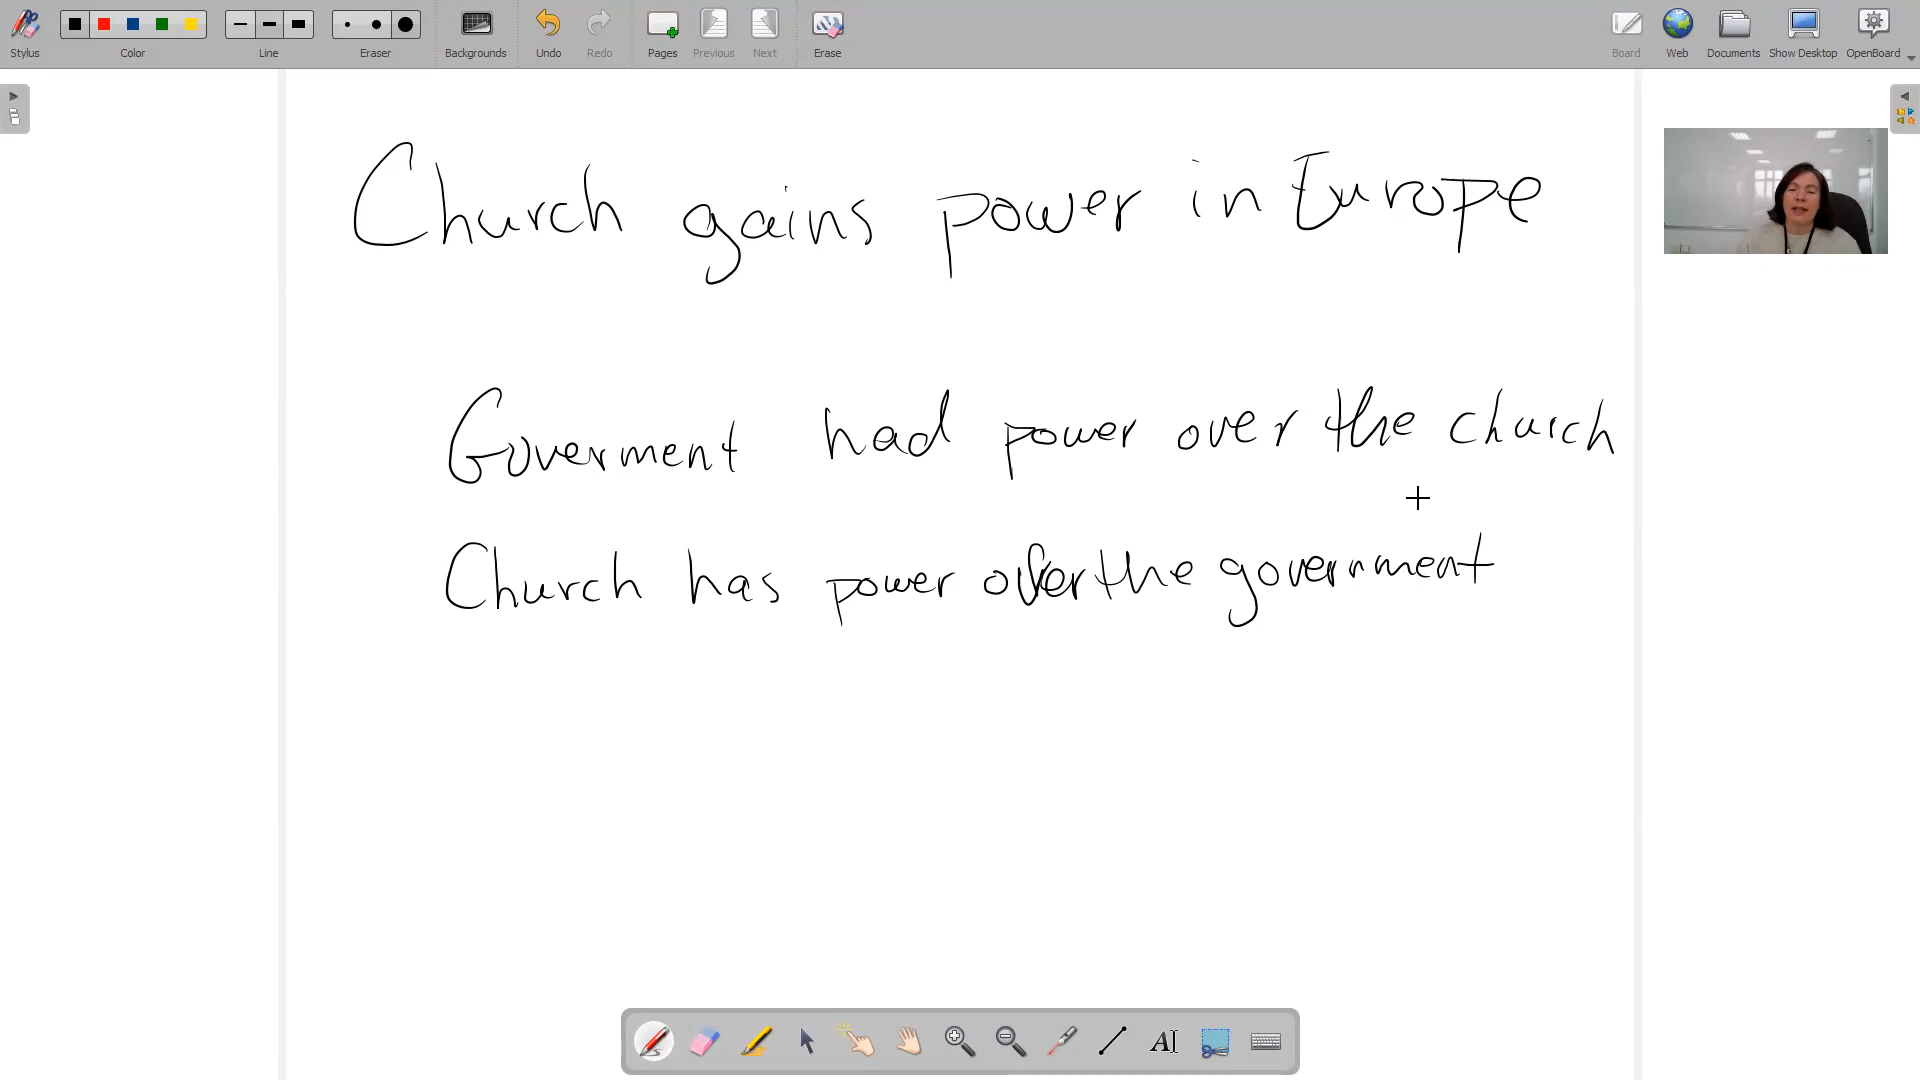 Stylus Color Line Eraser Backgrounds Undo Redo Pages Previous Next Erase Board Web Documents Show Desktop OpenBoard
Church gains power in Europe
Goverment had power over the church
Church has power over the government
AI